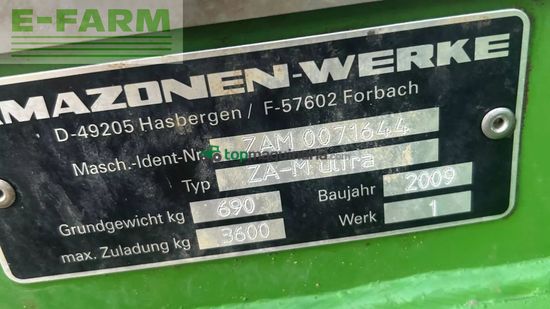 E-FARM
MAZONEN-WERKE
D-49205 Hasbergen / F-57602 Forbach
Masch.-Ident-Nr. ZAM 0071644
Typ ZA-M ultra
Grundgewicht kg 690 Baujahr 2009
max. Zuladung kg 3600 Werk 1